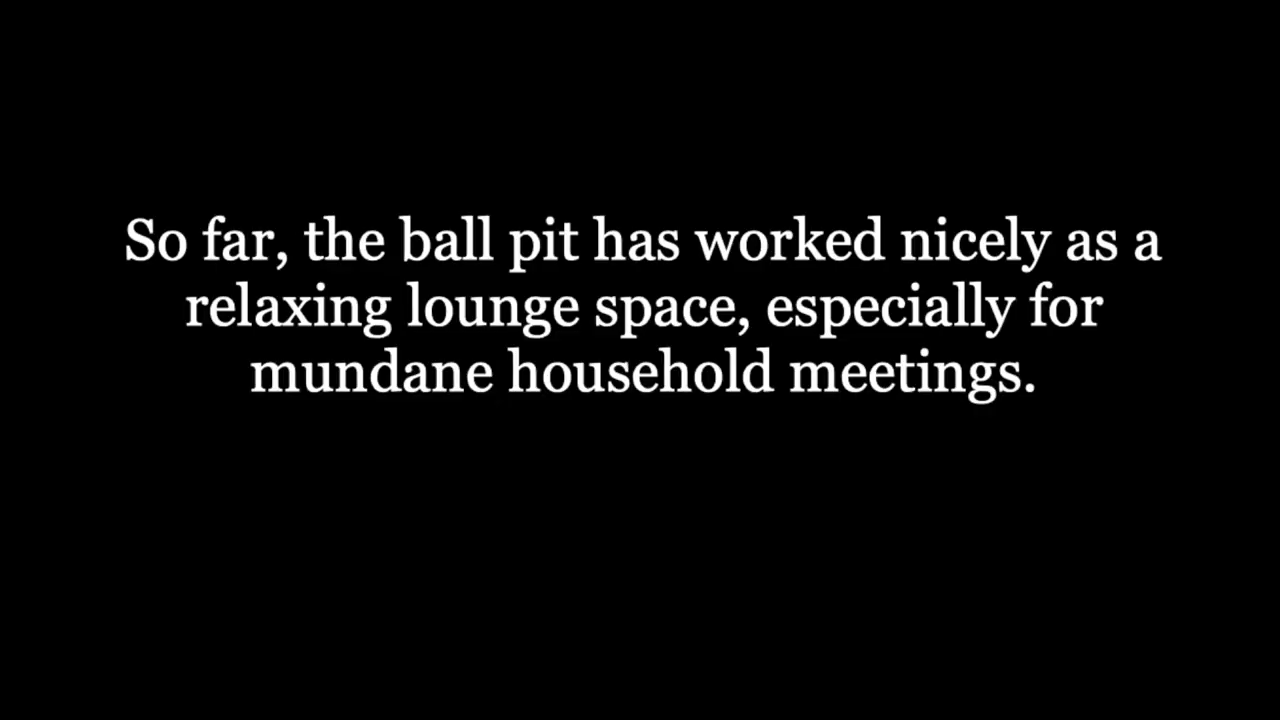 So far, the ball pit has worked nicely as a
relaxing lounge space, especially for
mundane household meetings.